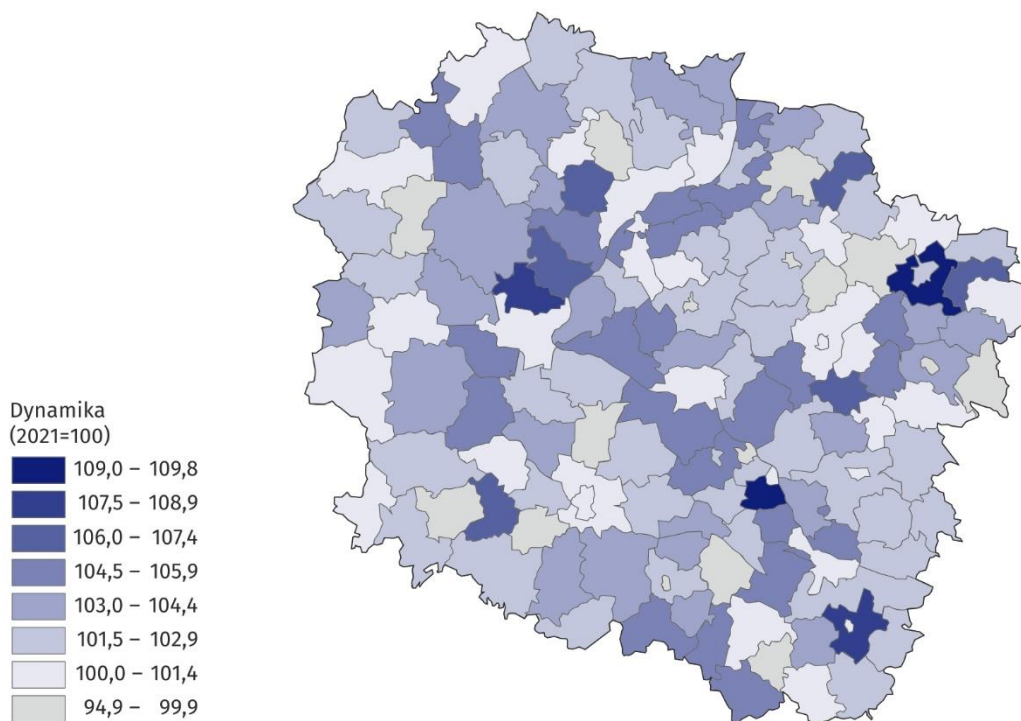 Dynamika
(2021=100)
109,0 – 109,8
107,5 – 108,9
106,0 – 107,4
104,5 – 105,9
103,0 – 104,4
101,5 – 102,9
100,0 – 101,4
94,9 – 99,9